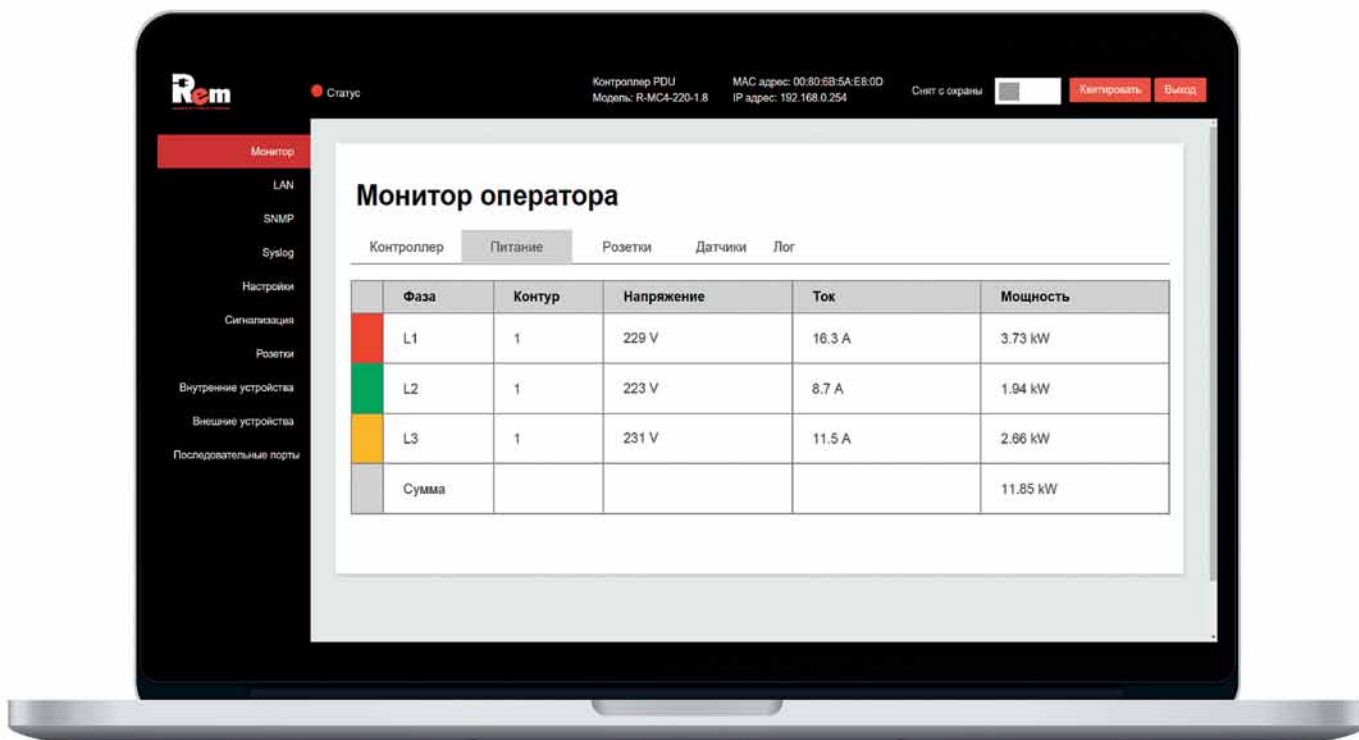 Rem
Статус
Контроллер PDU
Модель: R-MC4-220-1.8
MAC адрес: 00:80:6B:5A:E8:0D
IP адрес: 192.168.0.254
Снят с охраны
Квитировать
Выход
Монитор
LAN
SNMP
Syslog
Настройки
Сигнализация
Розетки
Внутренние устройства
Внешние устройства
Последовательные порты
Монитор оператора
Контроллер Питание Розетки Датчики Лог
Фаза Контур Напряжение Ток Мощность
L1 1 229 V 16.3 A 3.73 kW
L2 1 223 V 8.7 A 1.94 kW
L3 1 231 V 11.5 A 2.66 kW
Сумма 11.85 kW